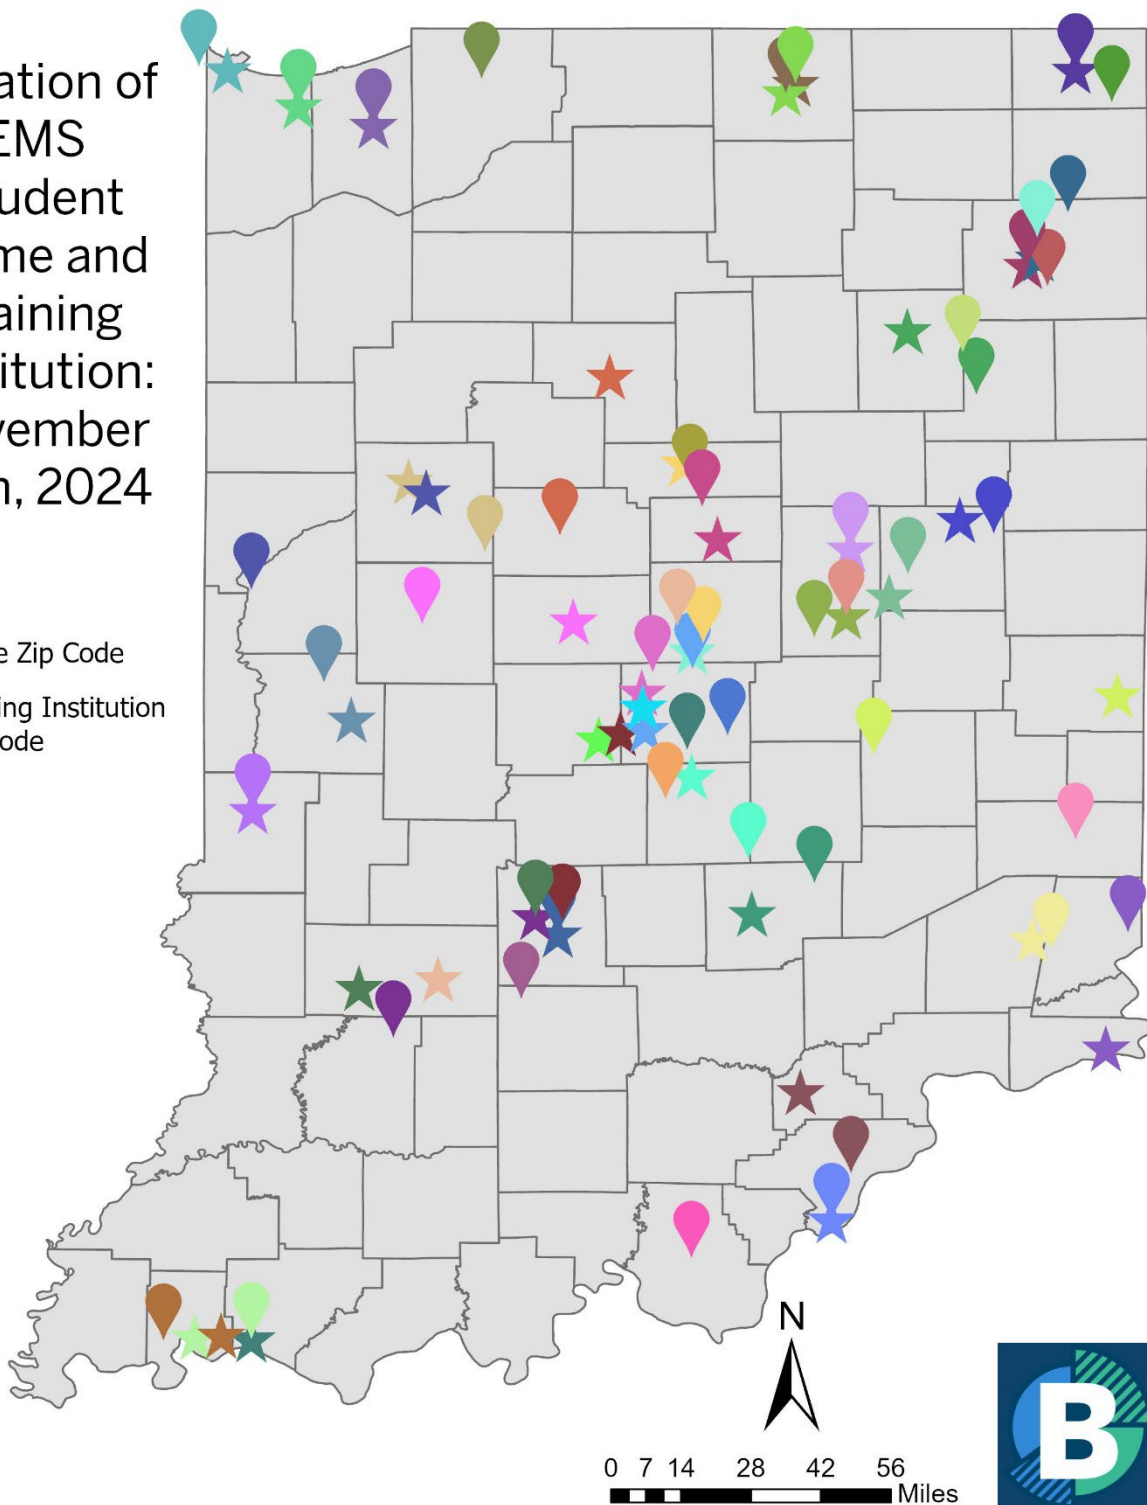 ation of
EMS
udent
me and
aining
itution:
vember
n, 2024
e Zip Code
ing Institution
ode
N
0 7 14 28 42 56
Miles
B